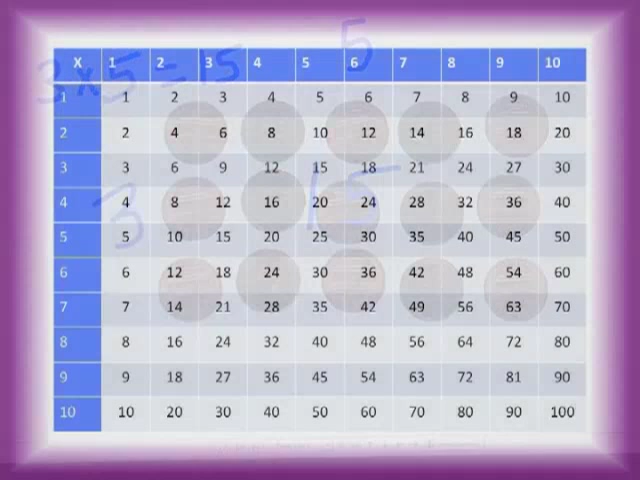 5
3 x 5 = 15
X 1 2 3 4 5 6 7 8 9 10
1 1 2 3 4 5 6 7 8 9 10
2 2 4 6 8 10 12 14 16 18 20
3 3 6 9 12 15 18 21 24 27 30
3 15
4 4 8 12 16 20 24 28 32 36 40
5 5 10 15 20 25 30 35 40 45 50
6 6 12 18 24 30 36 42 48 54 60
7 7 14 21 28 35 42 49 56 63 70
8 8 16 24 32 40 48 56 64 72 80
9 9 18 27 36 45 54 63 72 81 90
10 10 20 30 40 50 60 70 80 90 100